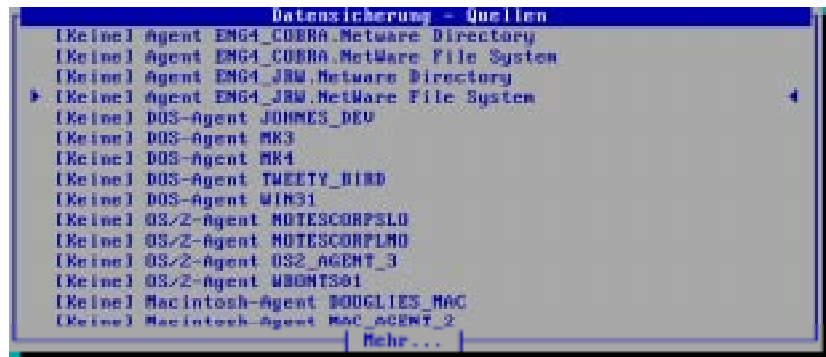 Datensicherung - Quellen
[Keine] Agent ENG4_COBRA.Netware Directory
[Keine] Agent ENG4_COBRA.NetWare File System
[Keine] Agent ENG4_JRW.Netware Directory
[Keine] Agent ENG4_JRW.NetWare File System
[Keine] DOS-Agent JOHMES_DEV
[Keine] DOS-Agent MK3
[Keine] DOS-Agent MK4
[Keine] DOS-Agent TWEETY_BIRD
[Keine] DOS-Agent WIN31
[Keine] OS/2-Agent NOTESCORPSLO
[Keine] OS/2-Agent NOTESCORPLNO
[Keine] OS/2-Agent OS2_AGENT_3
[Keine] OS/2-Agent WBONTS01
[Keine] Macintosh-Agent DOUGLIES_MAC
[Keine] Macintosh-Agent MAC_AGENT_2
Mehr...